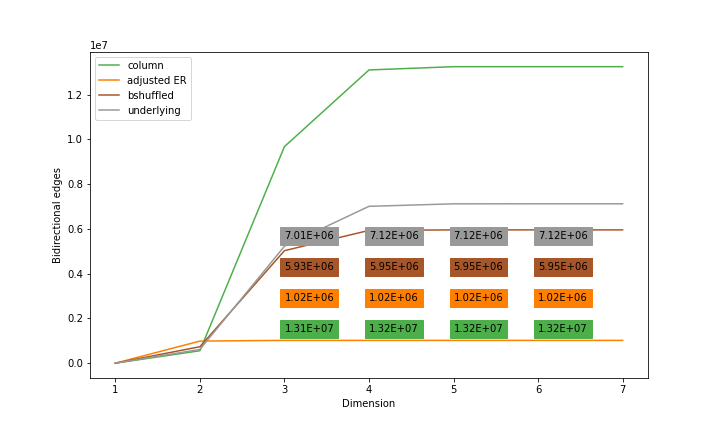 1e7
column
adjusted ER
bshuffled
underlying
1.2
1.0
0.8
0.6
0.4
0.2
0.0
Bidirectional edges
7.01E+06 7.12E+06 7.12E+06 7.12E+06
5.93E+06 5.95E+06 5.95E+06 5.95E+06
1.02E+06 1.02E+06 1.02E+06 1.02E+06
1.31E+07 1.32E+07 1.32E+07 1.32E+07
1 2 3 4 5 6 7
Dimension